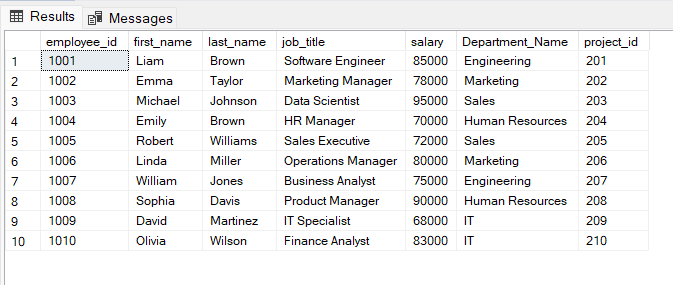 Results Messages
employee_id first_name last_name job_title salary Department_Name project_id
1 1001 Liam Brown Software Engineer 85000 Engineering 201
2 1002 Emma Taylor Marketing Manager 78000 Marketing 202
3 1003 Michael Johnson Data Scientist 95000 Sales 203
4 1004 Emily Brown HR Manager 70000 Human Resources 204
5 1005 Robert Williams Sales Executive 72000 Sales 205
6 1006 Linda Miller Operations Manager 80000 Marketing 206
7 1007 William Jones Business Analyst 75000 Engineering 207
8 1008 Sophia Davis Product Manager 90000 Human Resources 208
9 1009 David Martinez IT Specialist 68000 IT 209
10 1010 Olivia Wilson Finance Analyst 83000 IT 210